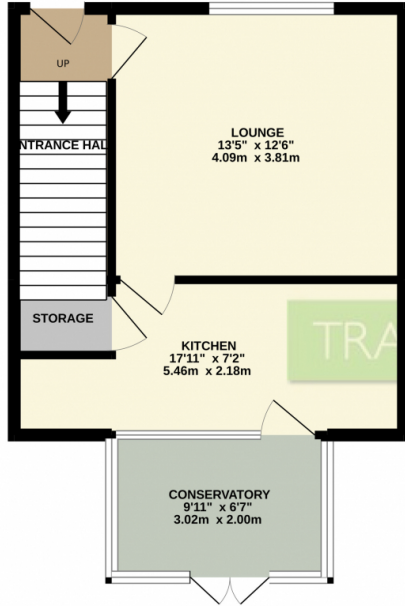 UP
LOUNGE
13'5" x 12'6"
4.09m x 3.81m
NTRANCE HAL
STORAGE
TRA
KITCHEN
17'11" x 7'2"
5.46m x 2.18m
CONSERVATORY
9'11" x 6'7"
3.02m x 2.00m